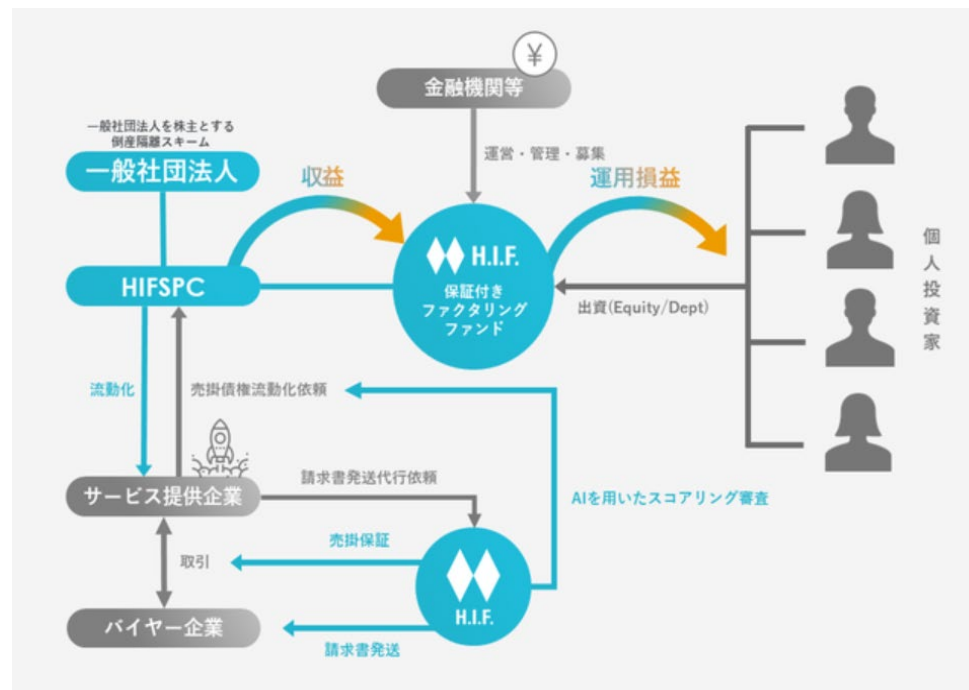 ¥
金融機関等
一般社団法人を株主とする
倒産隔離スキーム
一般社団法人
収益
運営・管理・募集
運用損益
HIFSPC
H.I.F.
保証付き
ファクタリング
ファンド
出資(Equity/Dept)
個人投資家
流動化
売掛債権流動化依頼
サービス提供企業
請求書発送代行依頼
AIを用いたスコアリング審査
売掛保証
取引
H.I.F.
バイヤー企業
請求書発送